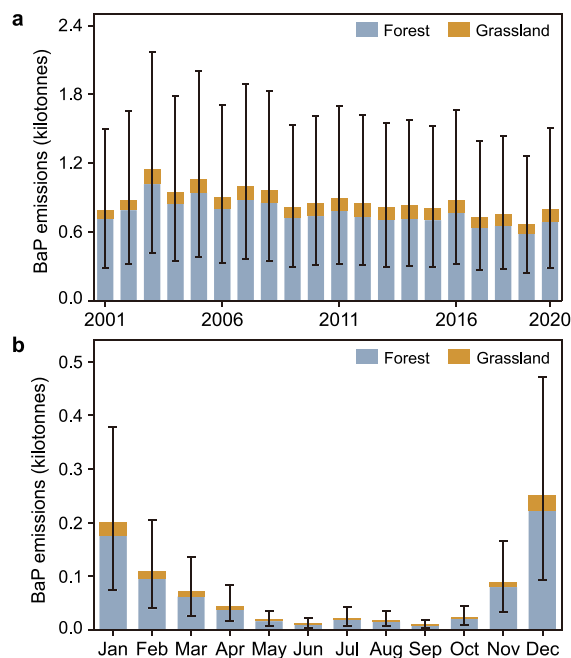 a
Forest Grassland
BaP emissions (kilotonnes)
2.4
1.8
1.2
0.6
0.0
2001 2006 2011 2016 2020
b
Forest Grassland
BaP emissions (kilotonnes)
0.5
0.4
0.3
0.2
0.1
0.0
Jan Feb Mar Apr May Jun Jul Aug Sep Oct Nov Dec